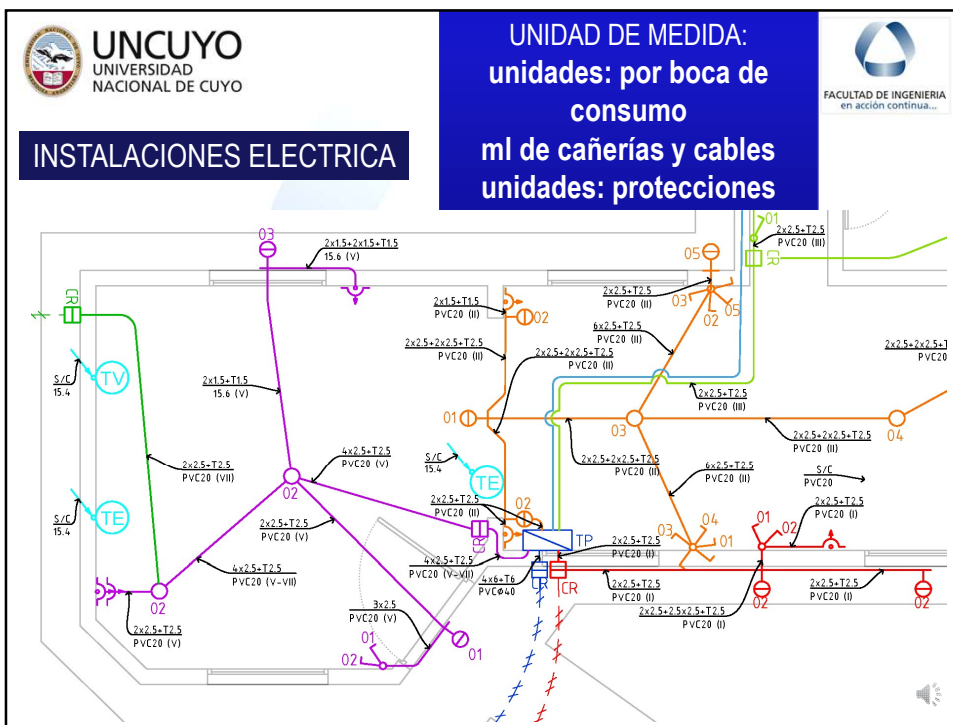 UNCUYO
UNIVERSIDAD
NACIONAL DE CUYO
UNIDAD DE MEDIDA:
unidades: por boca de
consumo
ml de cañerías y cables
unidades: protecciones
FACULTAD DE INGENIERIA
en acción continua...
INSTALACIONES ELECTRICA
03
2x1.5+2x1.5+T1.5
15.6 (V)
CR
S/C
15.4
TV
2x1.5+T1.5
15.6 (V)
2x2.5+T2.5
PVC20 (VII)
S/C
15.4
TE
02
4x2.5+T2.5
PVC20 (V)
2x2.5+T2.5
PVC20 (V)
4x2.5+T2.5
PVC20 (V-VII)
02
2x2.5+T2.5
PVC20 (V)
3x2.5
PVC20 (V)
01
02
01
CR
4x2.5+T2.5
PVC20 (V-VII)
2x1.5+T1.5
PVC20 (II)
02
2x2.5+2x2.5+T2.5
PVC20 (II)
2x2.5+2x2.5+T2.5
PVC20 (II)
01
S/C
15.4
TE
2x2.5+T2.5
PVC20 (II)
02
TP
05
2x2.5+T2.5
PVC20 (II)
03
02
05
6x2.5+T2.5
PVC20 (II)
01
2x2.5+T2.5
PVC20 (III)
CR
2x2.5+T2.5
PVC20 (III)
2x2.5+2x2.5+T
PVC20
03
2x2.5+2x2.5+T2.5
PVC20 (II)
2x2.5+2x2.5+T2.5
PVC20 (II)
04
6x2.5+T2.5
PVC20 (II)
S/C
PVC20
03
04
01
2x2.5+T2.5
PVC20 (I)
01
02
2x2.5+T2.5
PVC20 (I)
4x6+T6
PVCø40
CR
CR
2x2.5+T2.5
PVC20 (I)
2x2.5+2.5x2.5+T2.5
PVC20 (I)
02
2x2.5+T2.5
PVC20 (I)
02